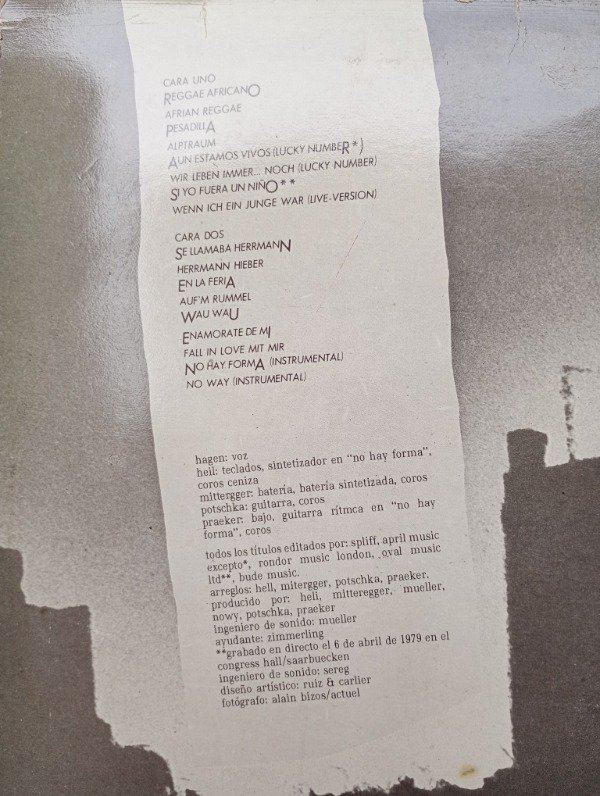 CARA UNO
REGGAE AFRICANO
AFRIAN REGGAE
PESADILLA
ALPTRAUM
AUN ESTAMOS VIVOS (LUCKY NUMBER*)
WIR LEBEN IMMER... NOCH (LUCKY NUMBER)
SI YO FUERA UN NIÑO**
WENN ICH EIN JUNGE WAR (LIVE-VERSION)
CARA DOS
SE LLAMABA HERRMANN
HERRMANN HIEBER
EN LA FERIA
AUF'M RUMMEL
WAU WAU
ENAMORATE DE MI
FALL IN LOVE MIT MIR
NO HAY FORMA (INSTRUMENTAL)
NO WAY (INSTRUMENTAL)
hagen: voz
heil: teclados, sintetizador en "no hay forma",
coros ceniza
mittergger: batería, batería sintetizada, coros
potschka: guitarra, coros
praeker: bajo, guitarra rítmca en "no hay
forma", coros
todos los títulos editados por: spliff, april music
excepto*, rondor music london, oval music
ltd**, bude music.
arreglos: hell, mitergger, potschka, praeker.
producido por: heil, mitteregger, mueller,
nowy, potschka, praeker
ingeniero de sonido: mueller
ayudante: zimmerling
**grabado en directo el 6 de abril de 1979 en el
congress hall/saarbuecken
ingeniero de sonido: sereg
diseño artístico: ruiz & carlier
fotógrafo: alain bizos/actuel